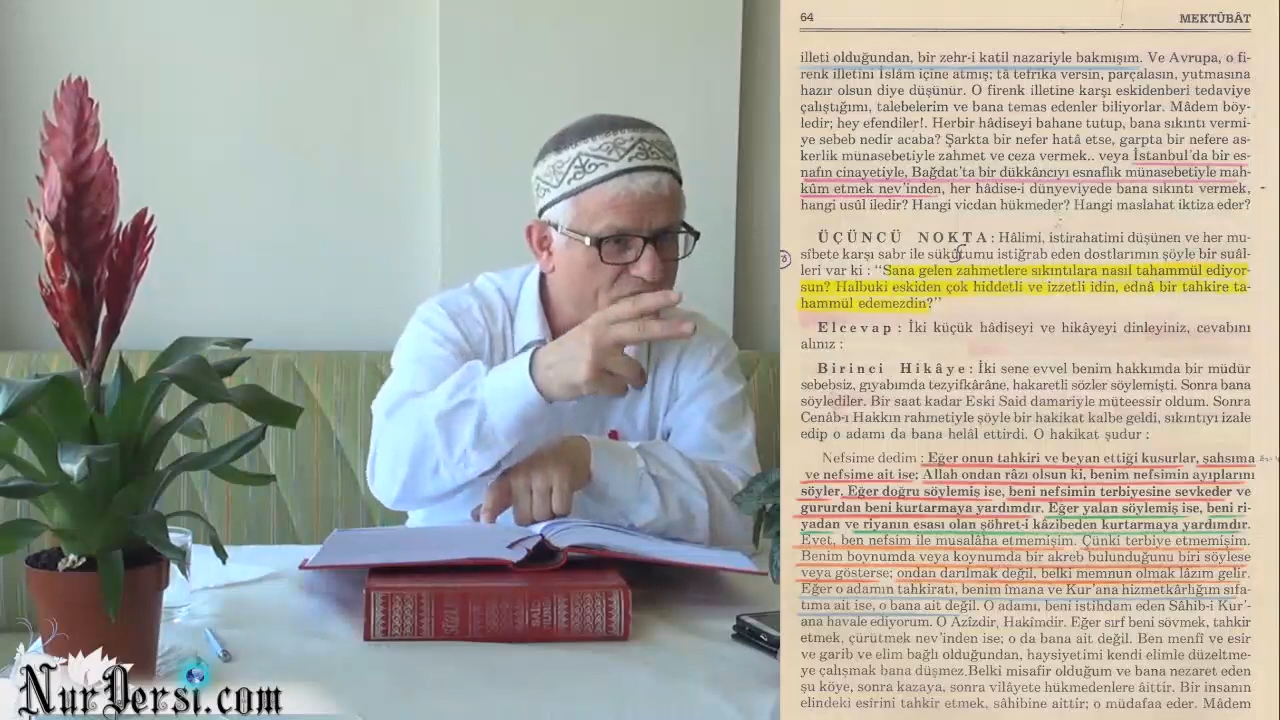 64
MEKTÛBÂT
illeti olduğundan, bir zehr-i katil nazariyle bakmışım. Ve Avrupa, o fi-
renk illetini İslâm içine atmış; tâ tefrika versin, parçalasın, yutmasına
hazır olsun diye düşünür. O firenk illetine karşı eskidenberi tedaviye
çalıştığımı, talebelerim ve bana temas edenler biliyorlar. Mâdem böy-
ledir; hey efendiler!. Herbir hâdiseyi bahane tutup, bana sıkıntı vermi-
ye sebeb nedir acaba? Şarkta bir nefer hatâ etse, garpta bir nefere as-
kerlik münasebetiyle zahmet ve ceza vermek.. veya İstanbul'da bir es-
nafın cinayetiyle, Bağdat'ta bir dükkâncıyı esnaflık münasebetiyle mah-
kûm etmek nev'inden, her hâdise-i dünyeviyede bana sıkıntı vermek,
hangi usûl iledir? Hangi vicdan hükmeder? Hangi maslahat iktiza eder?
ÜÇÜNCÜ NOKTA: Hâlimi, istirahatimi düşünen ve her mu-
sîbete karşı sabr ile sükûtumu istiğrab eden dostlarımın şöyle bir suâl-
leri var ki : "Sana gelen zahmetlere sıkıntılara nasıl tahammül ediyor-
sun? Halbuki eskiden çok hiddetli ve izzetli idin, ednâ bir tahkire ta-
hammül edemezdin?"
Elcevap: İki küçük hâdiseyi ve hikâyeyi dinleyiniz, cevabını
alınız :
Birinci Hikâye: İki sene evvel benim hakkımda bir müdür
sebebsiz, gıyabımda tezyifkârâne, hakaretli sözler söylemişti. Sonra bana
söylediler. Bir saat kadar Eski Said damariyle müteessir oldum. Sonra
Cenâb-ı Hakkın rahmetiyle şöyle bir hakikat kalbe geldi, sıkıntıyı izale
edip o adamı da bana helâl ettirdi. O hakikat şudur :
Nefsime dedim : Eğer onun tahkiri ve beyan ettiği kusurlar, şahsıma
ve nefsime ait ise; Allah ondan râzı olsun ki, benim nefsimin ayıplarını
söyler. Eğer doğru söylemiş ise, beni nefsimin terbiyesine sevkeder ve
gururdan beni kurtarmaya yardımdır. Eğer yalan söylemiş ise, beni ri-
yadan ve riyanın esası olan şöhret-i kâzibeden kurtarmaya yardımdır.
Evet, ben nefsim ile musalâha etmemişim. Çünki terbiye etmemişim.
Benim boynumda veya koynumda bir akreb bulunduğunu biri söylese
veya gösterse; ondan darılmak değil, belki memnun olmak lâzım gelir.
Eğer o adamın tahkiratı, benim îmana ve Kur'ana hizmetkârlığım sıfa-
tıma ait ise, o bana ait değil. O adamı, beni istihdam eden Sâhib-i Kur'-
ana havale ediyorum. O Azîzdir, Hakîmdir. Eğer sırf beni sövmek, tahkir
etmek, çürütmek nev'inden ise; o da bana ait değil. Ben menfî ve esir
ve garib ve elim bağlı olduğundan, haysiyetimi kendi elimle düzeltme-
ye çalışmak bana düşmez. Belki misafir olduğum ve bana nezaret eden
şu köye, sonra kazaya, sonra vilâyete hükmedenlere âittir. Bir insanın
elindeki esirini tahkir etmek, sâhibine aittir; o müdafaa eder. Mâdem
NurDersi.com